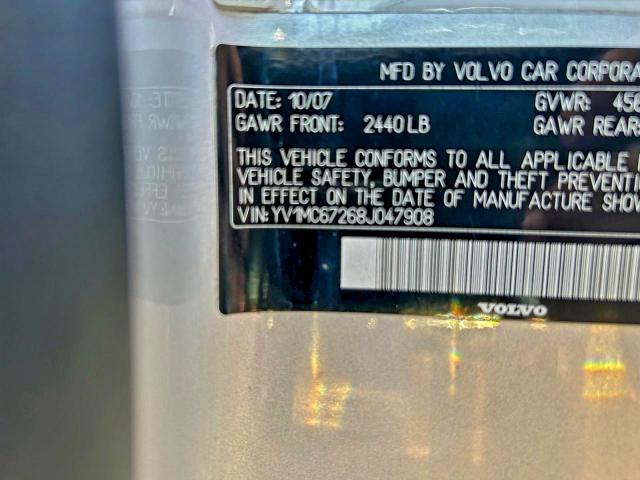 MFD BY VOLVO CAR CORPORA
DATE: 10/07 GVWR: 456
GAWR FRONT: 2440 LB GAWR REAR:
THIS VEHICLE CONFORMS TO ALL APPLICABLE
VEHICLE SAFETY, BUMPER AND THEFT PREVENTI
IN EFFECT ON THE DATE OF MANUFACTURE SHOW
VIN: YV1MC67268J047908
VOLVO